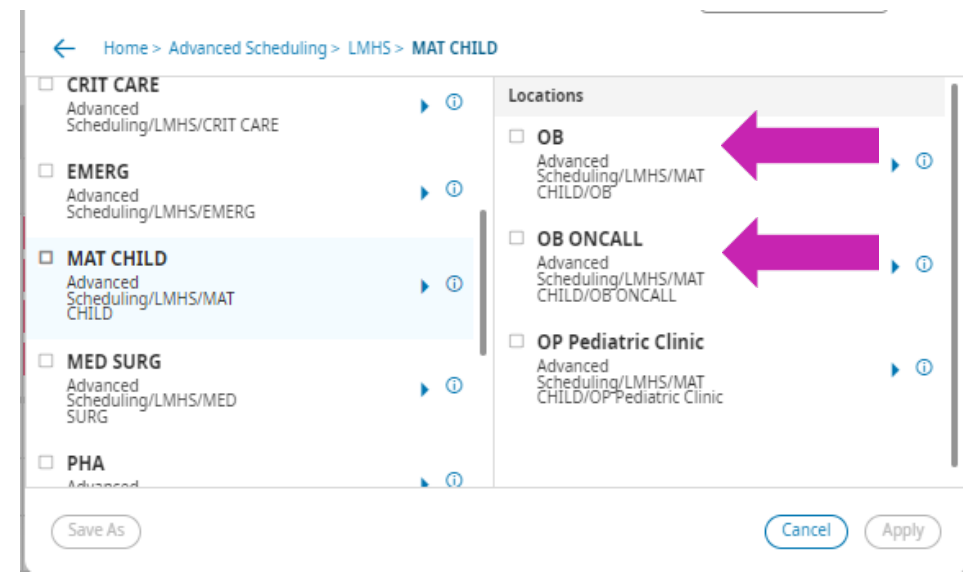 Home > Advanced Scheduling > LMHS > MAT CHILD
CRIT CARE
Advanced
Scheduling/LMHS/CRIT CARE
EMERG
Advanced
Scheduling/LMHS/EMERG
MAT CHILD
Advanced
Scheduling/LMHS/MAT
CHILD
MED SURG
Advanced
Scheduling/LMHS/MED
SURG
PHA
Advanced
Locations
OB
Advanced
Scheduling/LMHS/MAT
CHILD/OB
OB ONCALL
Advanced
Scheduling/LMHS/MAT
CHILD/OB ONCALL
OP Pediatric Clinic
Advanced
Scheduling/LMHS/MAT
CHILD/OP Pediatric Clinic
Save As
Cancel
Apply